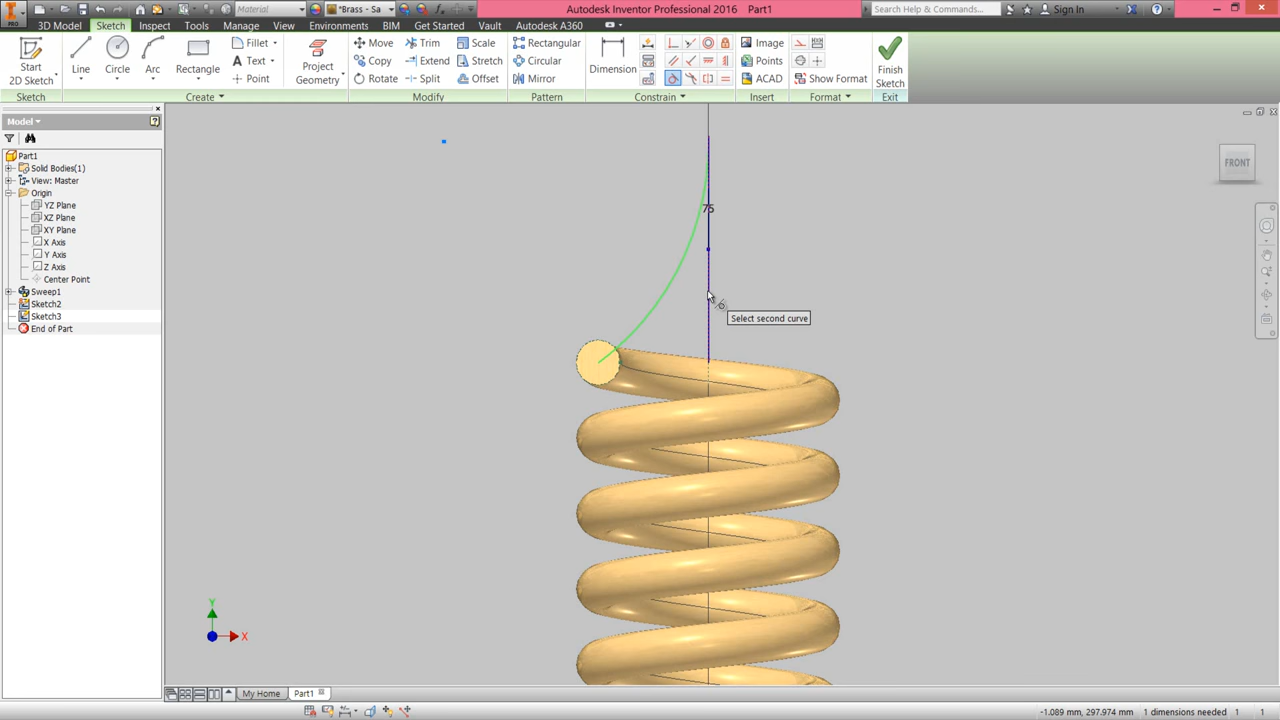 Autodesk Inventor Professional 2016 Part1
*Brass - Sa
Material
Search Help & Commands...
Sign In
PRO
3D Model Sketch Inspect Tools Manage View Environments BIM Get Started Vault Autodesk A360
Start
2D Sketch
Line
Circle
Arc
Rectangle
Fillet
Text
Point
Project
Geometry
Move
Copy
Rotate
Trim
Extend
Split
Scale
Stretch
Offset
Rectangular
Circular
Mirror
Dimension
Image
Points
ACAD
Show Format
Finish
Sketch
Sketch Create Modify Pattern Constrain Insert Format Exit
Model
Part1
Solid Bodies(1)
View: Master
Origin
YZ Plane
XZ Plane
XY Plane
X Axis
Y Axis
Z Axis
Center Point
Sweep1
Sketch2
Sketch3
End of Part
75
Select second curve
FRONT
Y
X
My Home Part1
-1.089 mm, 297.974 mm 1 dimensions needed 1 1